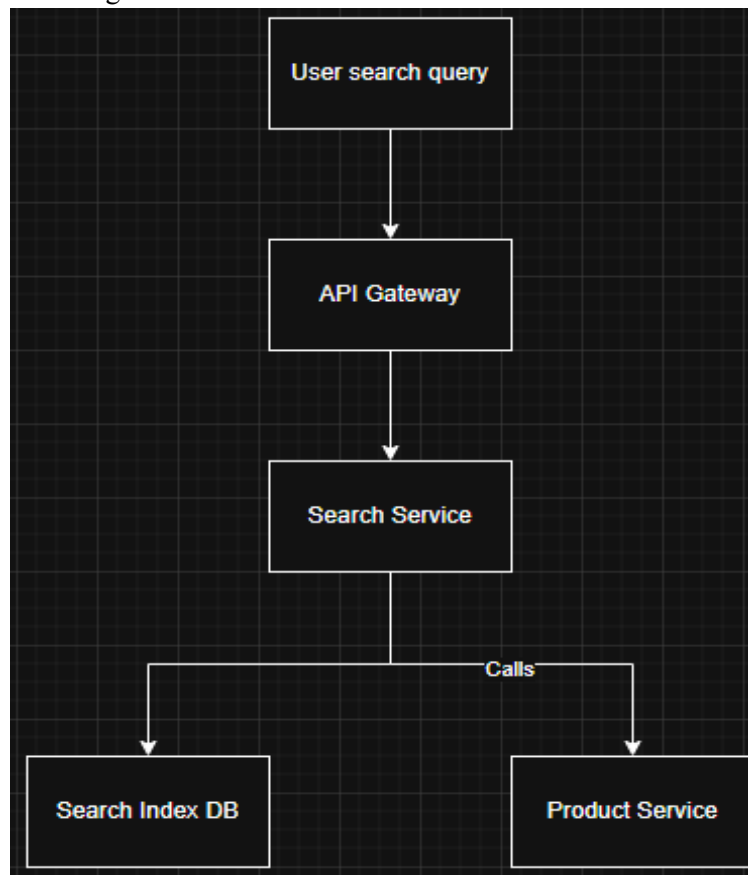 User search query
API Gateway
Search Service
Calls
Search Index DB
Product Service